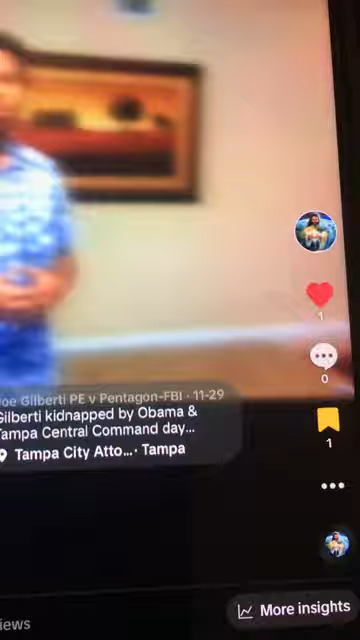 1
0
oe Gilberti PE v Pentagon-FBI · 11-29
Gilberti kidnapped by Obama &
Tampa Central Command day...
Tampa City Atto... · Tampa
1
iews
More insights